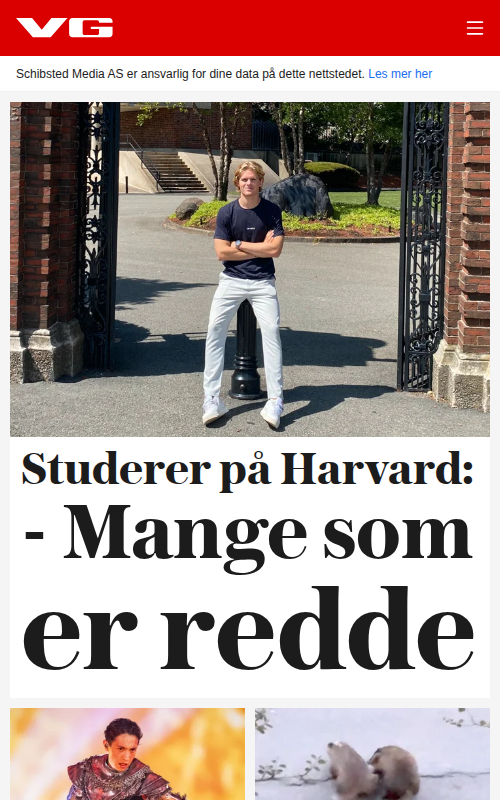 VG
Schibsted Media AS er ansvarlig for dine data på dette nettstedet. Les mer her
Studerer på Harvard:
- Mange som
er redde